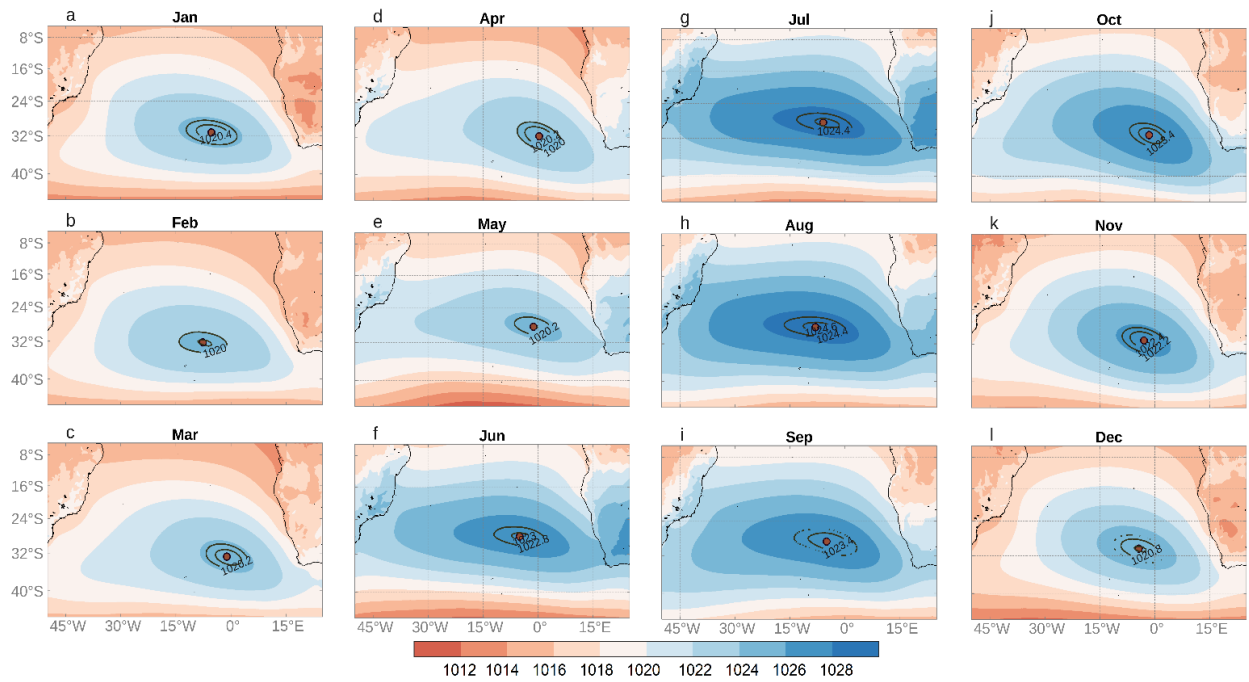 a Jan
d Apr
g Jul
j Oct
8°S
16°S
24°S
32°S
40°S
1020.4
1020
1024.4
b Feb
e May
h Aug
k Nov
8°S
16°S
24°S
32°S
40°S
1020
1020.2
1024.4
1022.2
c Mar
f Jun
i Sep
l Dec
8°S
16°S
24°S
32°S
40°S
1020.2
1022.8
1023.4
1020.8
45°W 30°W 15°W 0° 15°E
45°W 30°W 15°W 0° 15°E
45°W 30°W 15°W 0° 15°E
45°W 30°W 15°W 0° 15°E
1012 1014 1016 1018 1020 1022 1024 1026 1028